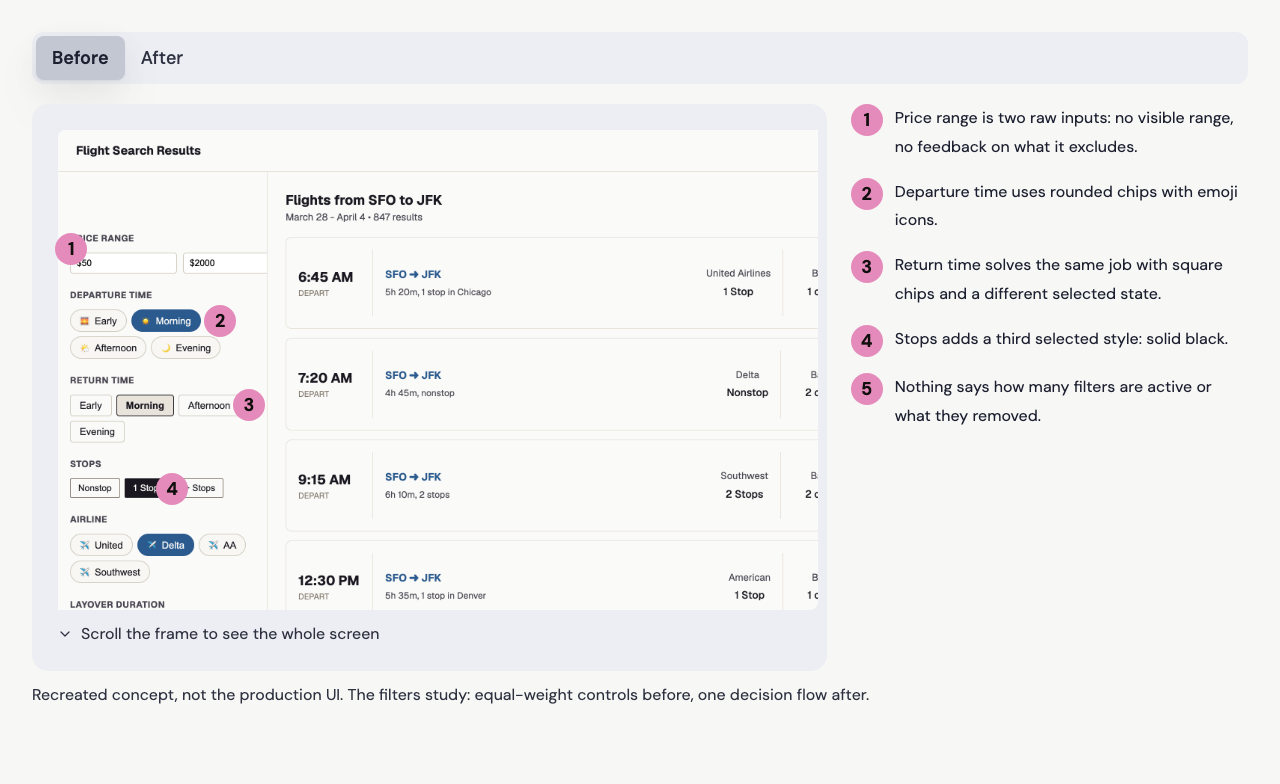 Before
After
Flight Search Results
Flights from SFO to JFK
March 28 - April 4 • 847 results
1
ICE RANGE
$50
$2000
DEPARTURE TIME
Early
Morning
2
Afternoon
Evening
RETURN TIME
Early
Morning
Afternoon
3
Evening
STOPS
Nonstop
1 Stop
4
Stops
AIRLINE
United
Delta
AA
Southwest
LAYOVER DURATION
6:45 AM
DEPART
SFO ➜ JFK
5h 20m, 1 stop in Chicago
United Airlines
1 Stop
7:20 AM
DEPART
SFO ➜ JFK
4h 45m, nonstop
Delta
Nonstop
9:15 AM
DEPART
SFO ➜ JFK
6h 10m, 2 stops
Southwest
2 Stops
12:30 PM
DEPART
SFO ➜ JFK
5h 35m, 1 stop in Denver
American
1 Stop
Scroll the frame to see the whole screen
1
Price range is two raw inputs: no visible range,
no feedback on what it excludes.
2
Departure time uses rounded chips with emoji
icons.
3
Return time solves the same job with square
chips and a different selected state.
4
Stops adds a third selected style: solid black.
5
Nothing says how many filters are active or
what they removed.
Recreated concept, not the production UI. The filters study: equal-weight controls before, one decision flow after.